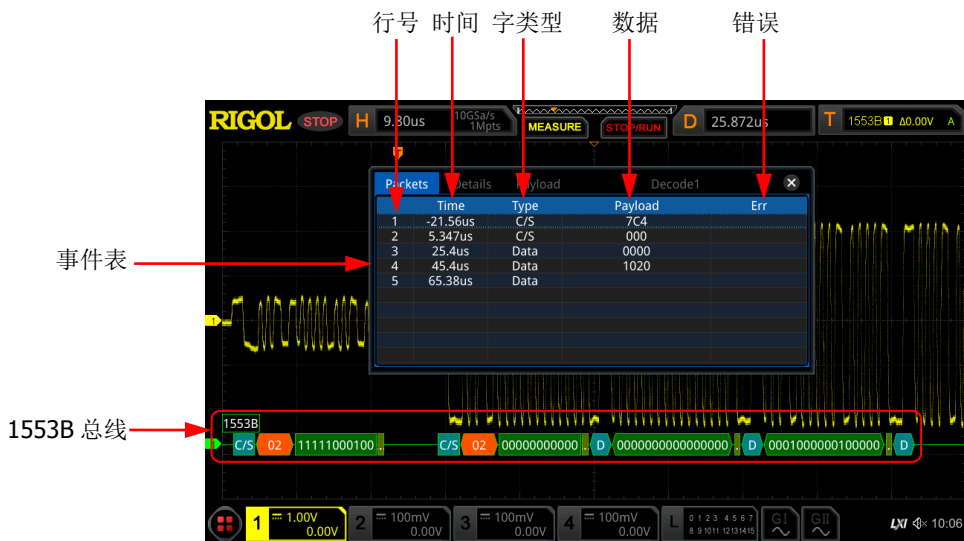 行号 时间 字类型 数据 错误
RIGOL STOP H 9.80us 10GSa/s 1Mpts MEASURE STOP/RUN D 25.872us T 1553B 1 Δ0.00V A
Packets Details Payload Decode1
Time Type Payload Err
1 -21.56us C/S 7C4
2 5.347us C/S 000
3 25.4us Data 0000
4 45.4us Data 1020
5 65.38us Data
事件表
1
1553B
1553B 总线
C/S 02 11111000100 C/S 02 00000000000 D 0000000000000000 D 0001000000100000 D
1 1.00V 0.00V 2 100mV 0.00V 3 100mV 0.00V 4 100mV 0.00V L 0 1 2 3 4 5 6 7 8 9 10 11 12 13 14 15 GI GII LXI 10:06